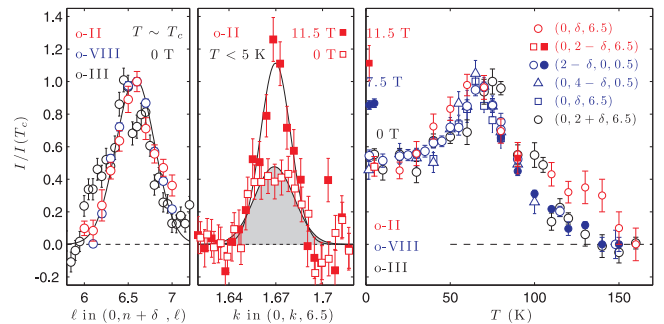 I/I(T_c)
1.4
1.2
1.0
0.8
0.6
0.4
0.2
0.0
−0.2
o-II
T ∼ T_c
o-VIII
0 T
o-III
6
6.5
7
ℓ in (0,n + δ ,ℓ)
o-II
11.5 T
T < 5 K
0 T
1.64
1.67
1.7
k in (0, k, 6.5)
11.5 T
7.5 T
0 T
(0, δ, 6.5)
(0, 2 − δ, 6.5)
(2 − δ, 0, 0.5)
(0, 4 − δ, 0.5)
(0, δ, 6.5)
(0, 2 + δ, 6.5)
o-II
o-VIII
o-III
0
50
100
150
T (K)